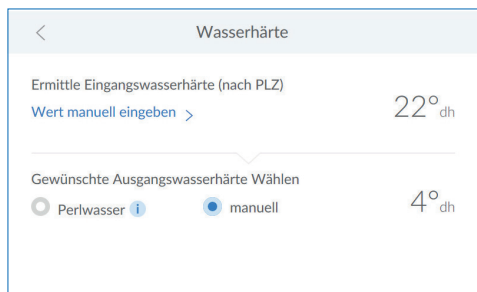 Wasserhärte
Ermittle Eingangswasserhärte (nach PLZ)
Wert manuell eingeben >
22°dh
Gewünschte Ausgangswasserhärte Wählen
Perlwasser i manuell
4°dh